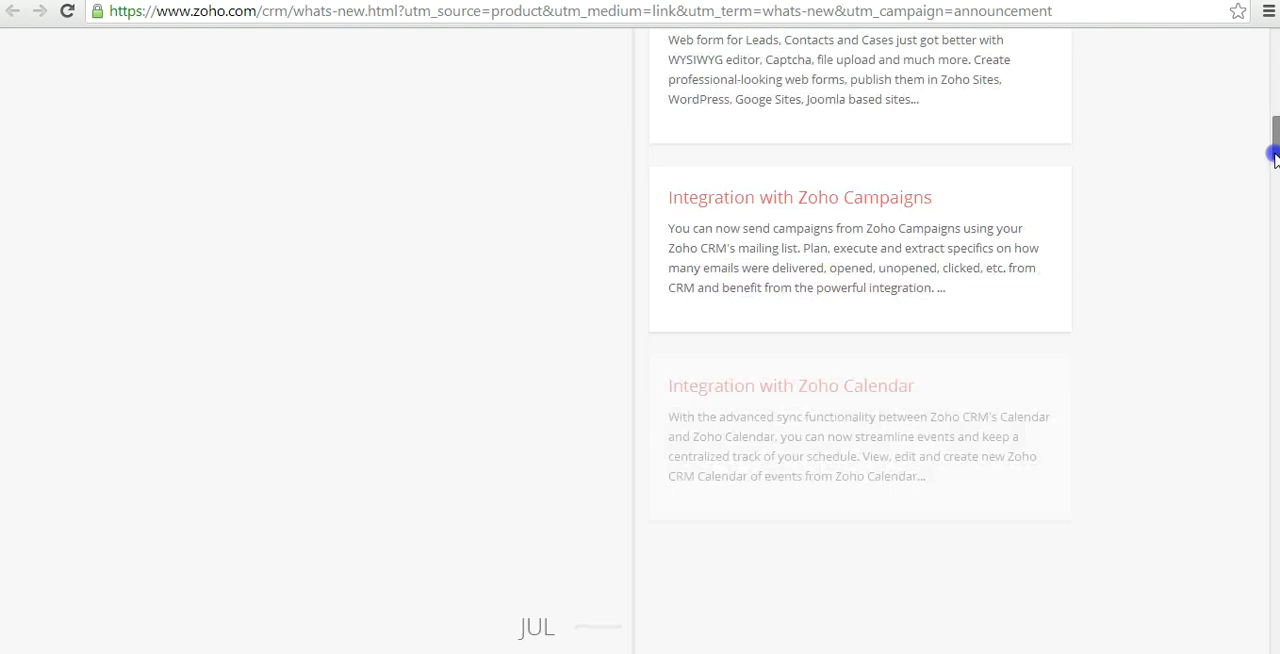 https://www.zoho.com/crm/whats-new.html?utm_source=product&utm_medium=link&utm_term=whats-new&utm_campaign=announcement
Web form for Leads, Contacts and Cases just got better with
WYSIWYG editor, Captcha, file upload and much more. Create
professional-looking web forms, publish them in Zoho Sites,
WordPress, Googe Sites, Joomla based sites...
Integration with Zoho Campaigns
You can now send campaigns from Zoho Campaigns using your
Zoho CRM's mailing list. Plan, execute and extract specifics on how
many emails were delivered, opened, unopened, clicked, etc. from
CRM and benefit from the powerful integration. ...
Integration with Zoho Calendar
With the advanced sync functionality between Zoho CRM's Calendar
and Zoho Calendar, you can now streamline events and keep a
centralized track of your schedule. View, edit and create new Zoho
CRM Calendar of events from Zoho Calendar...
JUL